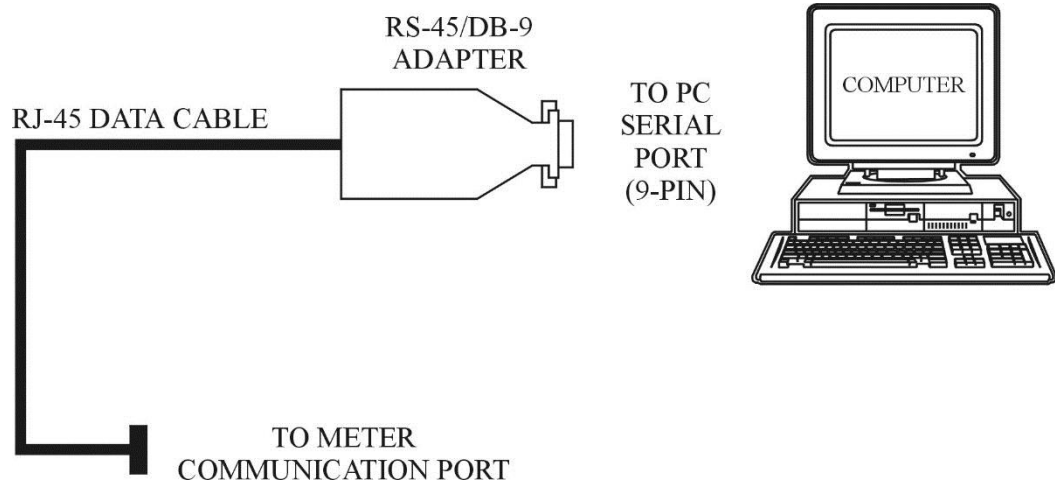 RS-45/DB-9
ADAPTER
RJ-45 DATA CABLE
TO PC
SERIAL
PORT
(9-PIN)
COMPUTER
TO METER
COMMUNICATION PORT